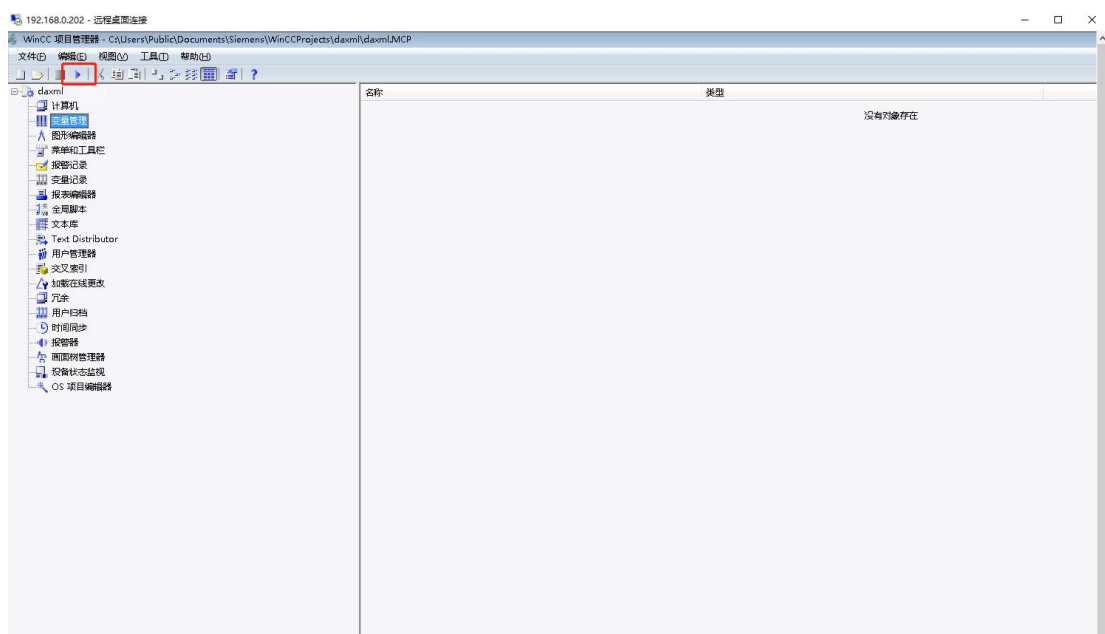 192.168.0.202 - 远程桌面连接
WinCC 项目管理器 - C:\Users\Public\Documents\Siemens\WinCCProjects\daxml\daxml.MCP
文件(F) 编辑(E) 视图(V) 工具(T) 帮助(H)
daxml
计算机
变量管理
图形编辑器
菜单和工具栏
报警记录
变量记录
报表编辑器
全局脚本
文本库
Text Distributor
用户管理器
交叉索引
加载在线更改
冗余
用户归档
时间同步
报警器
画面树管理器
设备状态监视
OS 项目编辑器
名称 类型
没有对象存在